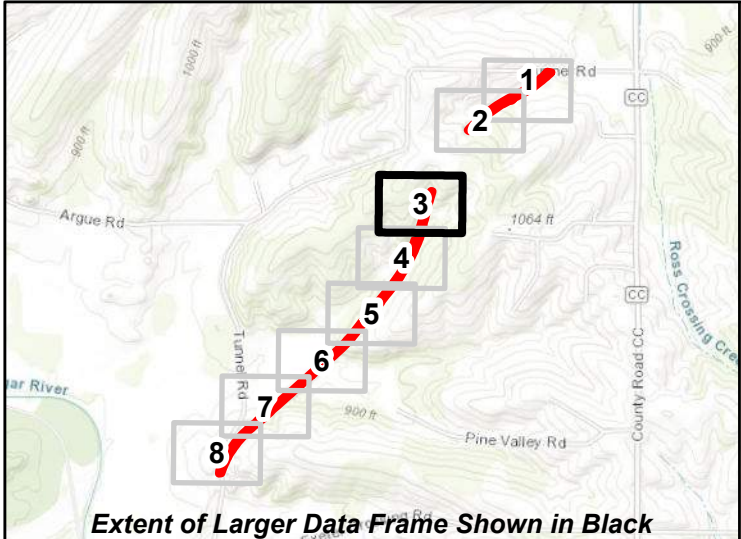 1000 ft
900 ft
1
Rd
CC
2
900 ft
3
1064 ft
Argue Rd
4
Ross Crossing
CC
5
Tunnel Rd
6
County Road CC
River
7
900 ft
Pine Valley Rd
8
Rd
Extent of Larger Data Frame Shown in Black